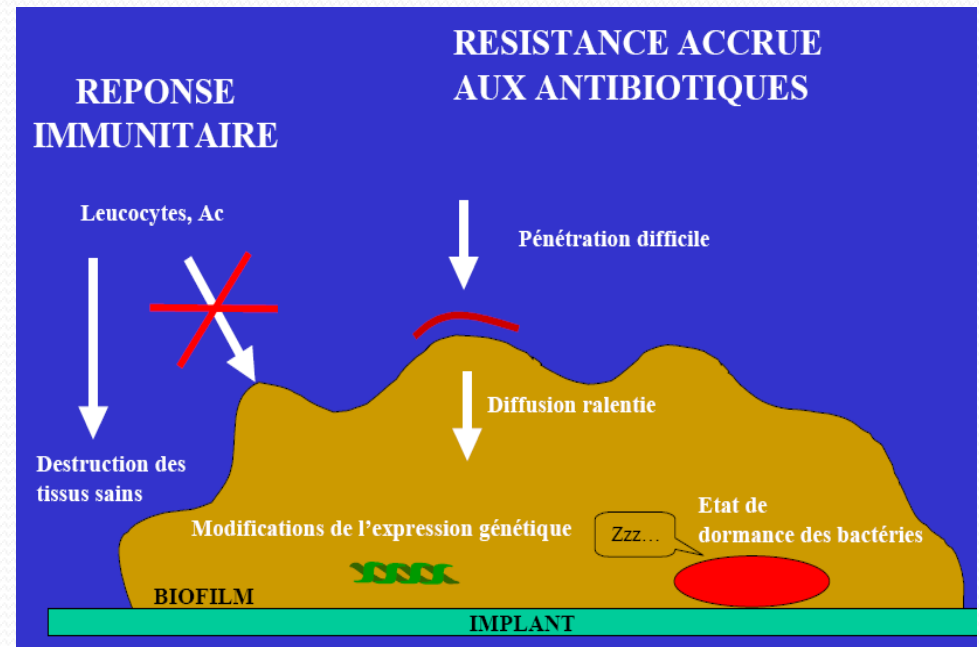 REPONSE
IMMUNITAIRE
RESISTANCE ACCRUE
AUX ANTIBIOTIQUES
Leucocytes, Ac
Pénétration difficile
Diffusion ralentie
Destruction des
tissus sains
Modifications de l'expression génétique
Zzz...
Etat de
dormance des bactéries
BIOFILM
IMPLANT